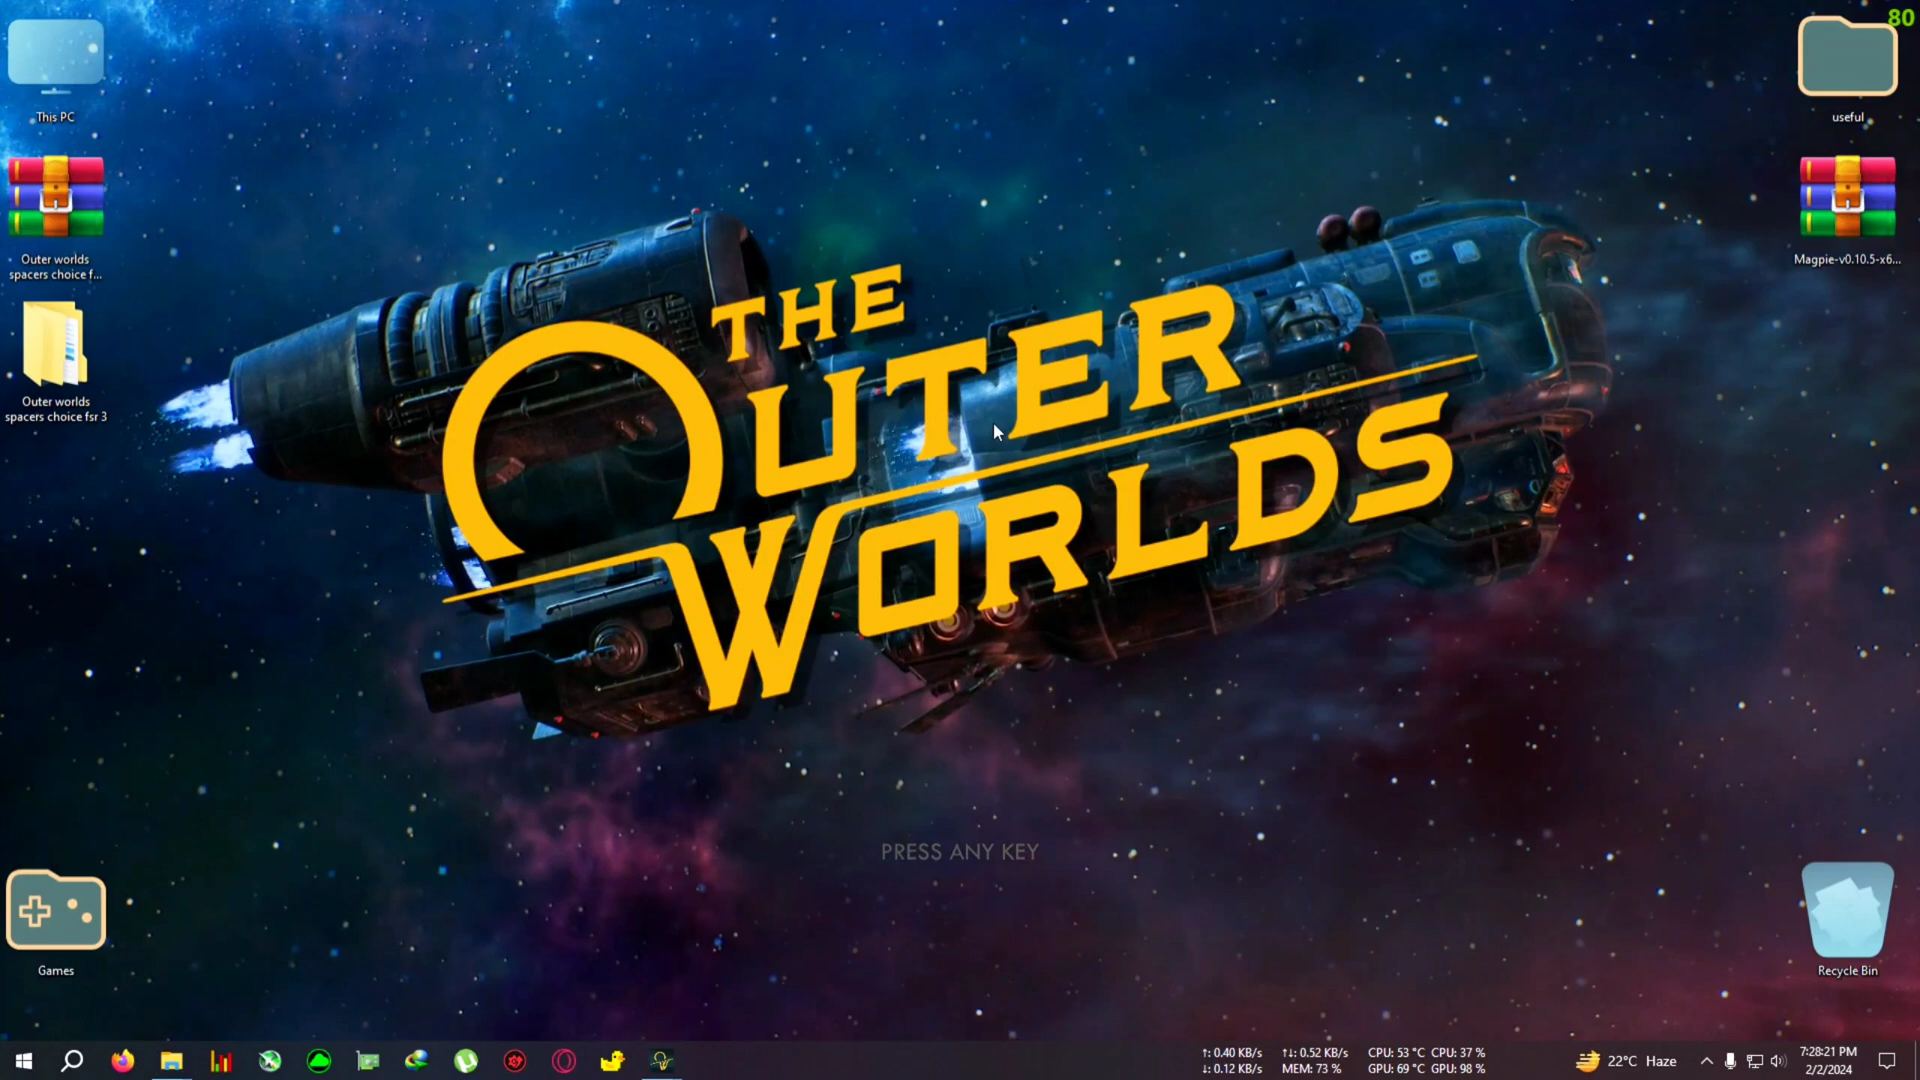 80
This PC
useful
Outer worlds
spacers choice f...
Magpie-v0.10.5-x6...
Outer worlds
spacers choice fsr 3
THE
OUTER
WORLDS
PRESS ANY KEY
Games
Recycle Bin
↑: 0.40 KB/s
↓: 0.12 KB/s
↑↓: 0.52 KB/s
MEM: 73 %
CPU: 53 °C CPU: 37 %
GPU: 69 °C GPU: 98 %
22°C Haze
7:28:21 PM
2/2/2024